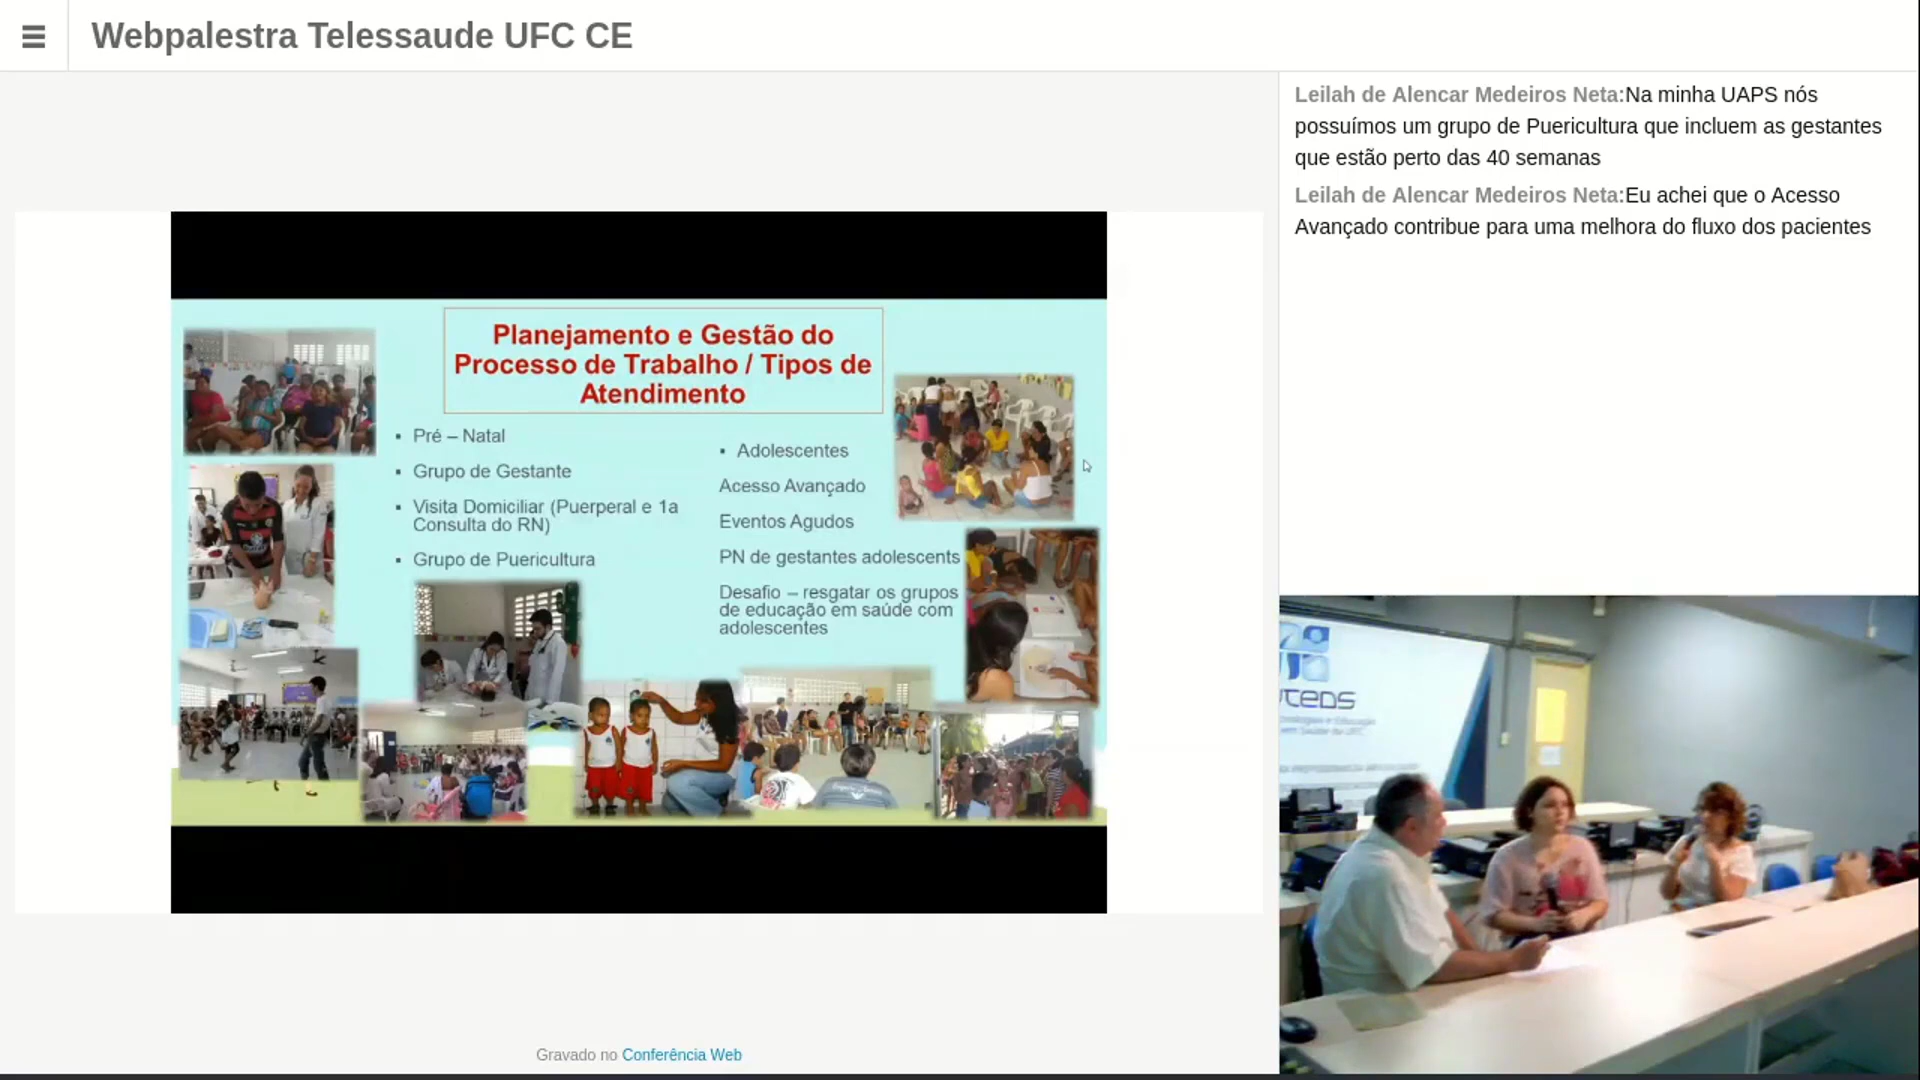 Webpalestra Telessaude UFC CE
Leilah de Alencar Medeiros Neta:Na minha UAPS nós
possuímos um grupo de Puericultura que incluem as gestantes
que estão perto das 40 semanas
Leilah de Alencar Medeiros Neta:Eu achei que o Acesso
Avançado contribue para uma melhora do fluxo dos pacientes
Planejamento e Gestão do
Processo de Trabalho / Tipos de
Atendimento
▪ Pré – Natal
▪ Grupo de Gestante
▪ Visita Domiciliar (Puerperal e 1a
Consulta do RN)
▪ Grupo de Puericultura
▪ Adolescentes
Acesso Avançado
Eventos Agudos
PN de gestantes adolescents
Desafio – resgatar os grupos
de educação em saúde com
adolescentes
Gravado no Conferência Web